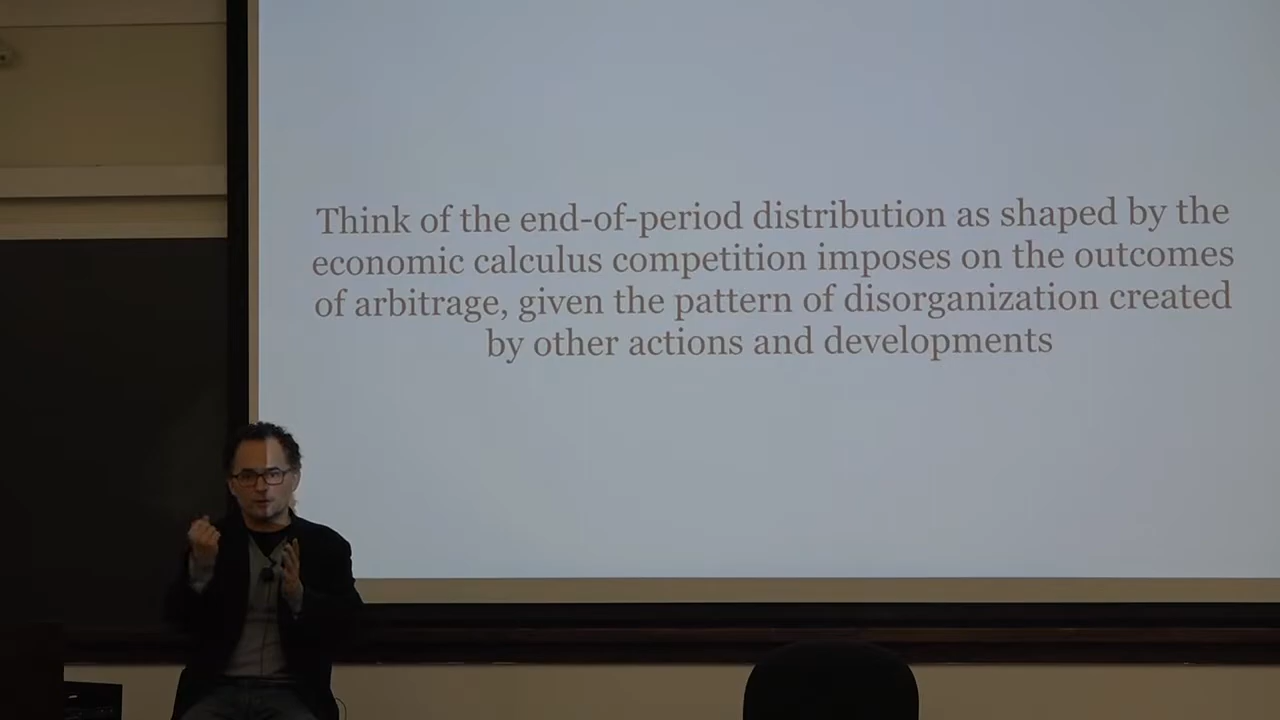 Think of the end-of-period distribution as shaped by the
economic calculus competition imposes on the outcomes
of arbitrage, given the pattern of disorganization created
by other actions and developments